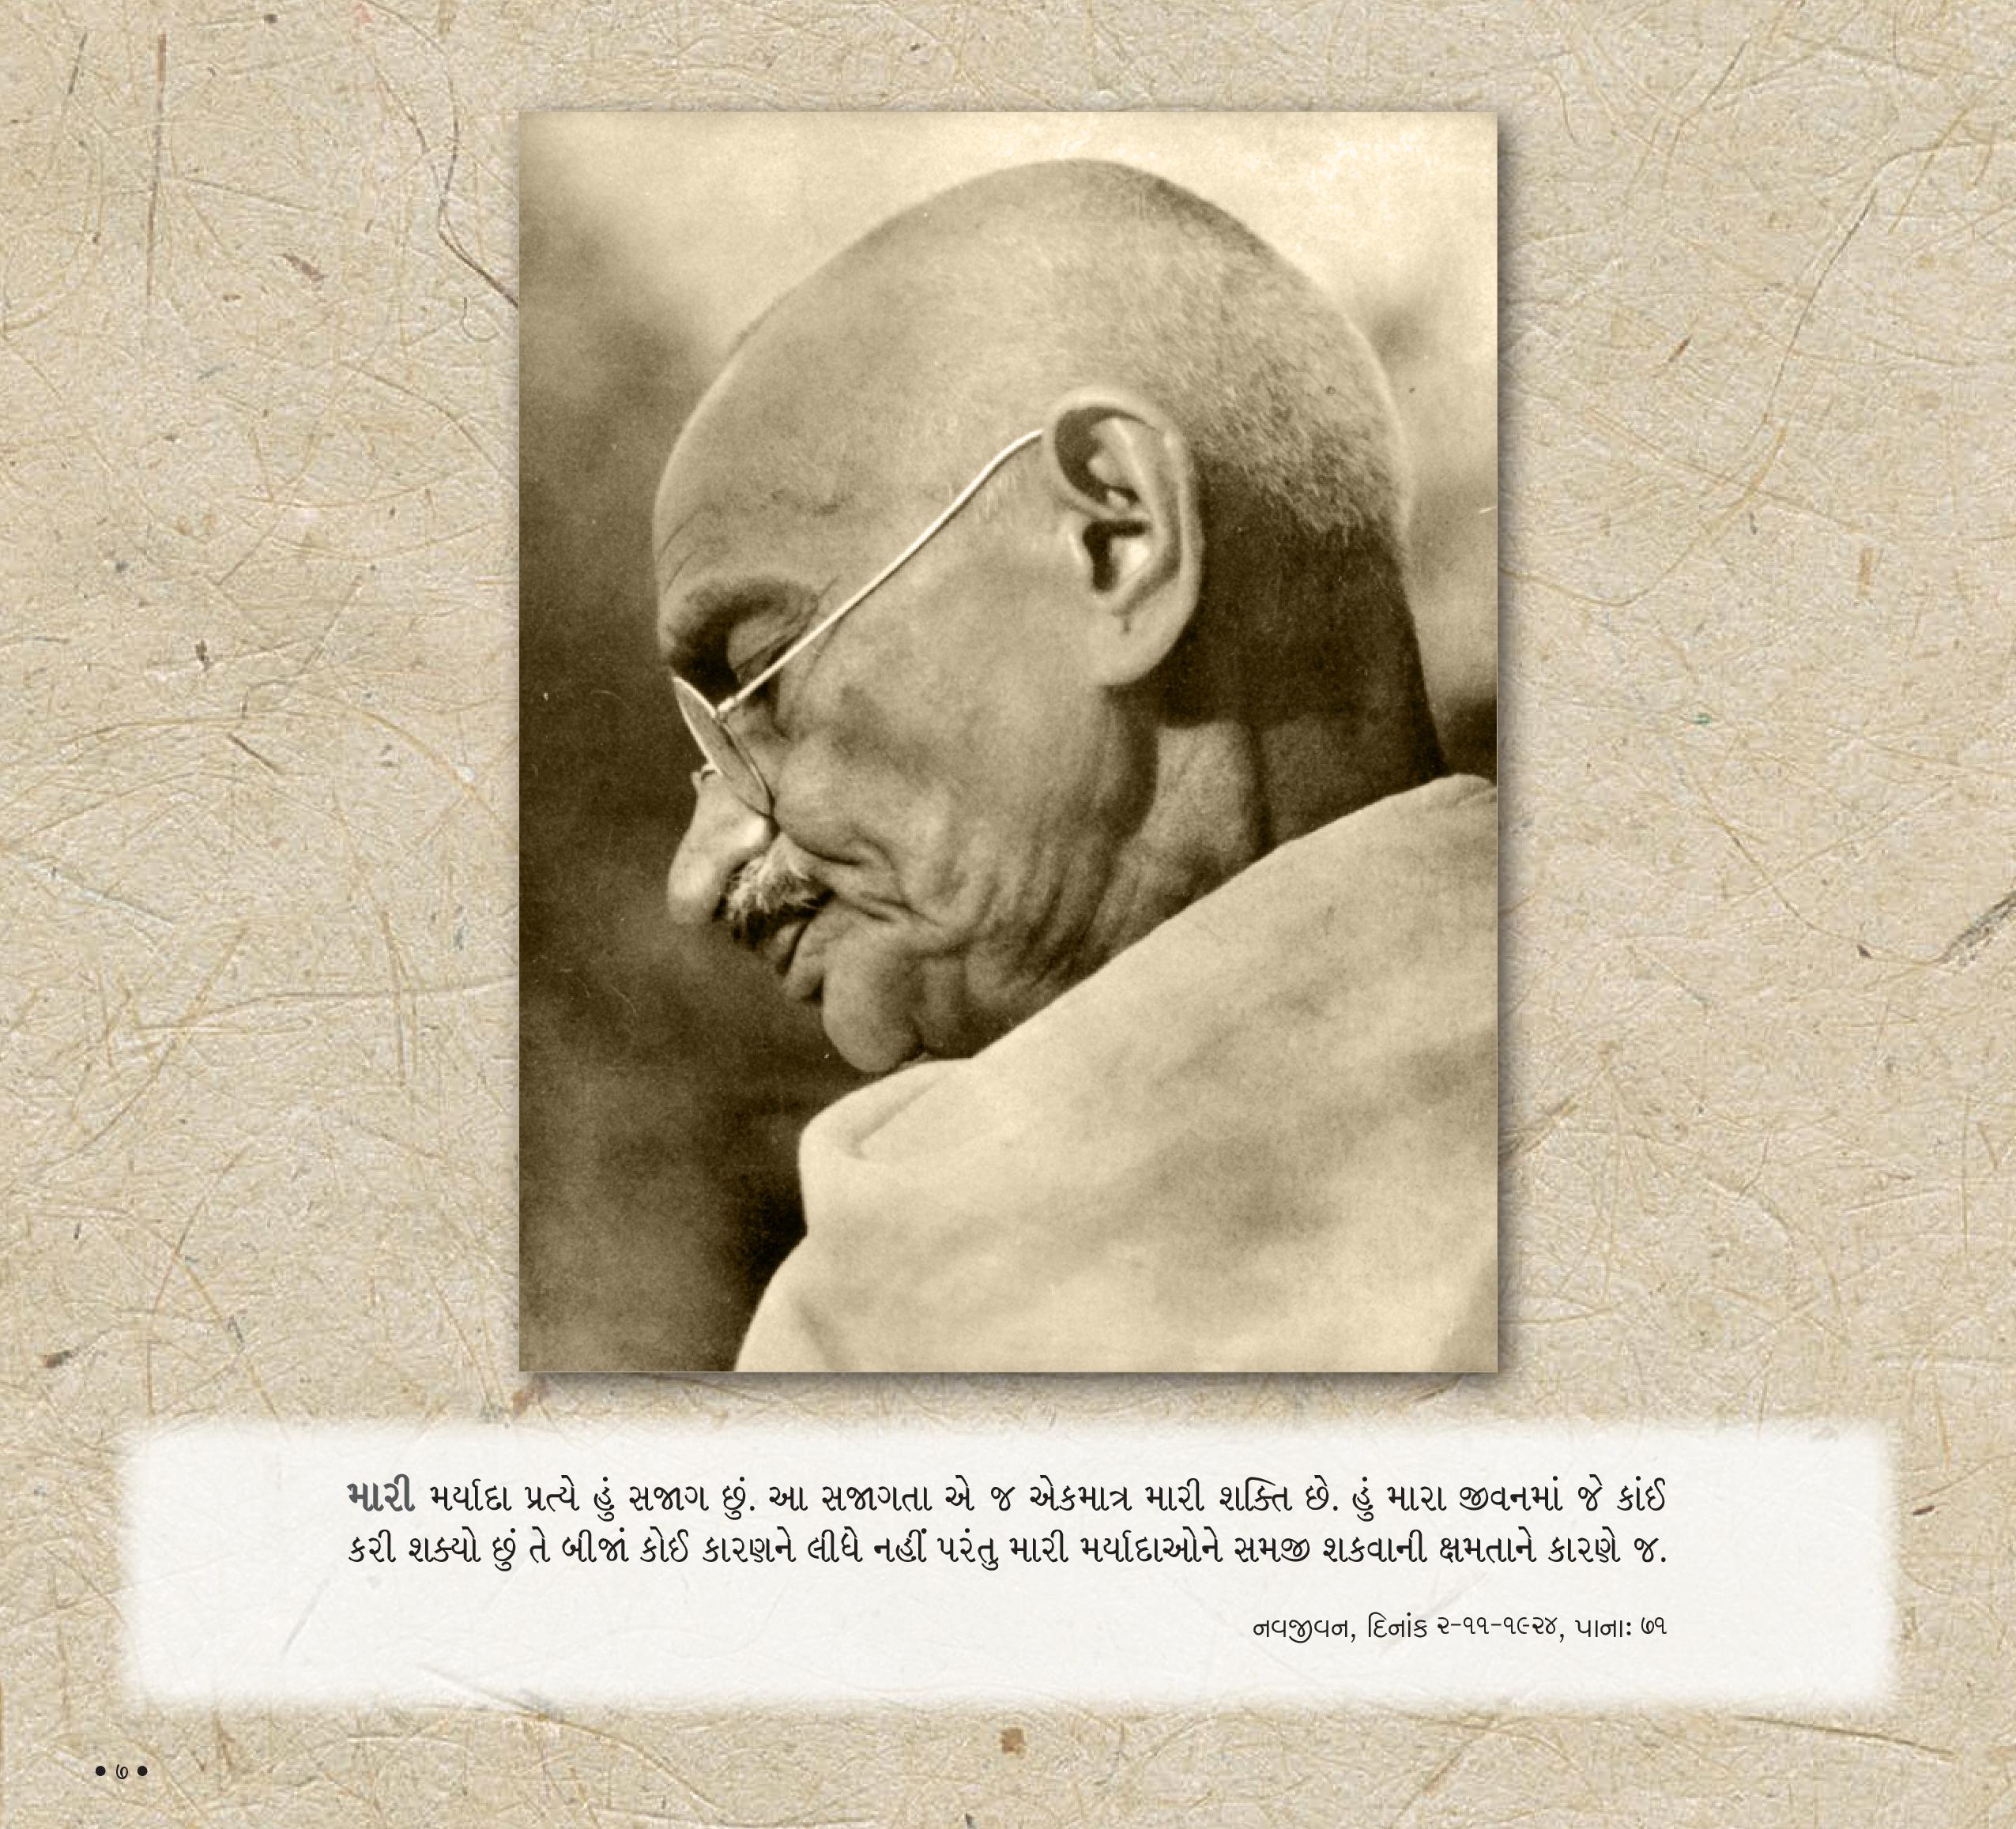 મારી મર્યાદા પ્રત્યે હું સજાગ છું. આ સજાગતા એ જ એકમાત્ર મારી શક્તિ છે. હું મારા જીવનમાં જે કાંઈ
કરી શક્યો છું તે બીજાં કોઈ કારણને લીધે નહીં પરંતુ મારી મર્યાદાઓને સમજી શકવાની ક્ષમતાને કારણે જ.
નવજીવન, દિનાંક ૨-૧૧-૧૯૨૪, પાનાઃ ૭૧
• ૭ •